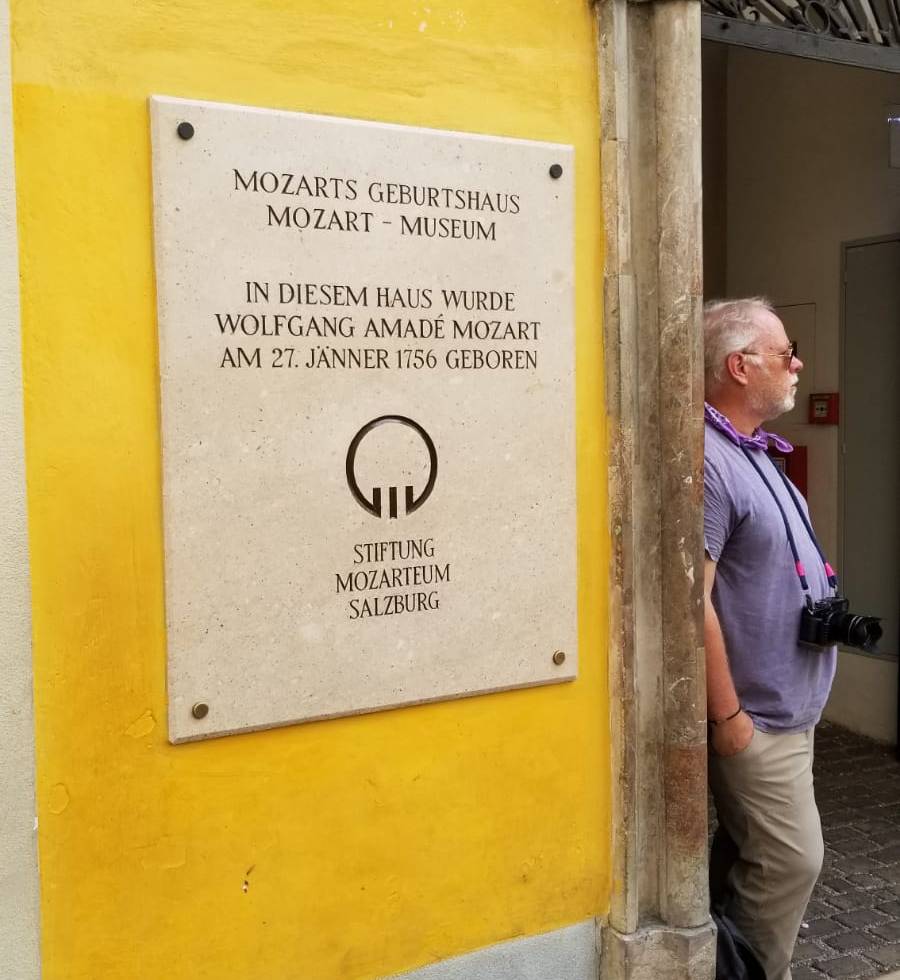 MOZARTS GEBURTSHAUS
MOZART - MUSEUM
IN DIESEM HAUS WURDE
WOLFGANG AMADÉ MOZART
AM 27. JÄNNER 1756 GEBOREN
STIFTUNG
MOZARTEUM
SALZBURG